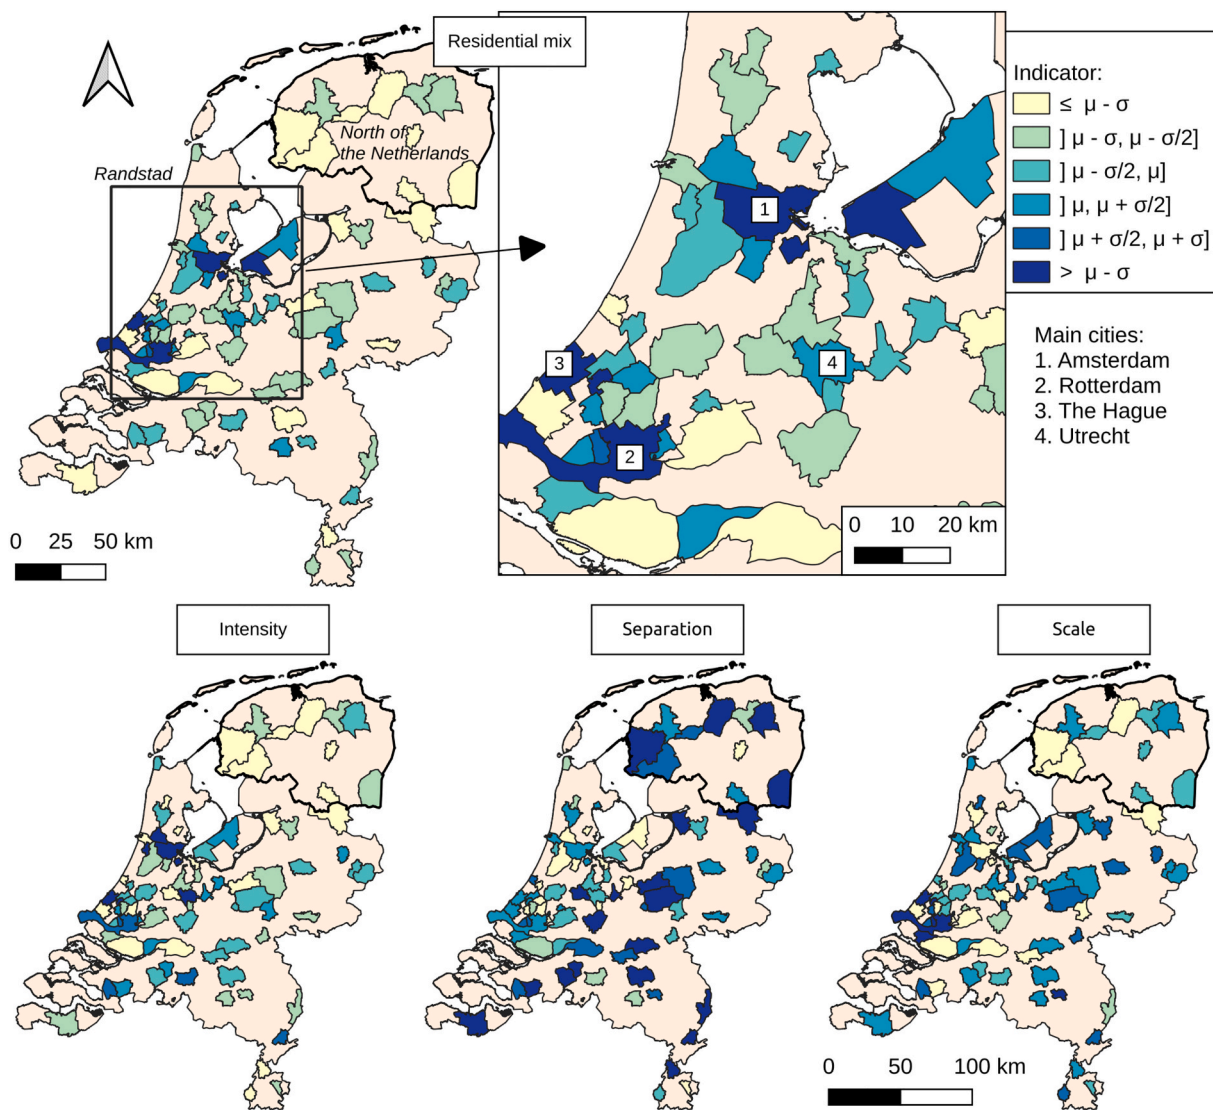 Residential mix
North of
the Netherlands
Randstad
0 25 50 km
1
2
3
4
0 10 20 km
Indicator:
≤ μ - σ
] μ - σ, μ - σ/2]
] μ - σ/2, μ]
] μ, μ + σ/2]
] μ + σ/2, μ + σ]
> μ - σ
Main cities:
1. Amsterdam
2. Rotterdam
3. The Hague
4. Utrecht
Intensity
Separation
Scale
0 50 100 km